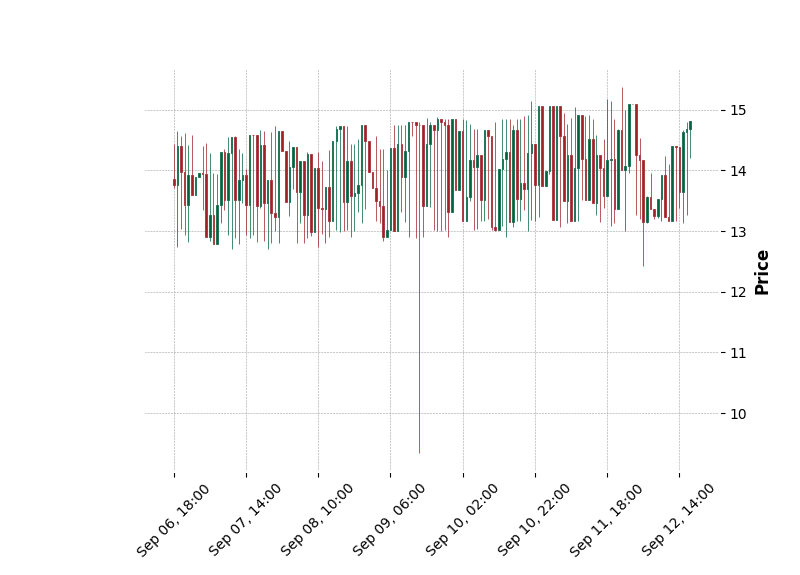 15
14
13
12
11
10
Price
Sep 06, 18:00
Sep 07, 14:00
Sep 08, 10:00
Sep 09, 06:00
Sep 10, 02:00
Sep 10, 22:00
Sep 11, 18:00
Sep 12, 14:00